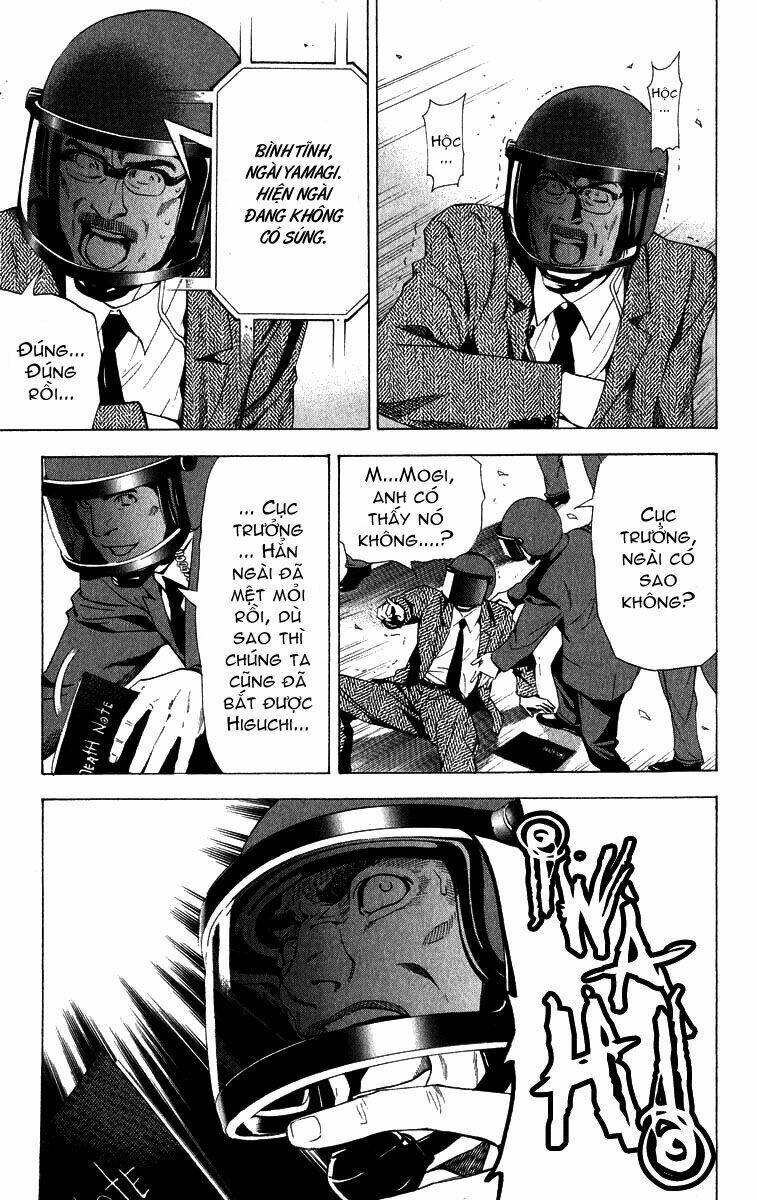 Hộc
...
Hộc
...
BÌNH TĨNH,
NGÀI YAMAGI.
HIỆN NGÀI
ĐANG KHÔNG
CÓ SÚNG.
ĐÚNG...
ĐÚNG
RỒI...
CỤC
TRƯỞNG,
NGÀI CÓ
SAO
KHÔNG?
M...MOGI,
ANH CÓ
THẤY NÓ
KHÔNG....?
... CỤC
TRƯỞNG
... HẲN
NGÀI ĐÃ
MỆT MỎI
RỒI, DÙ
SAO THÌ
CHÚNG TA
CŨNG ĐÃ
BẮT ĐƯỢC
HIGUCHI...
DEATH NOTE